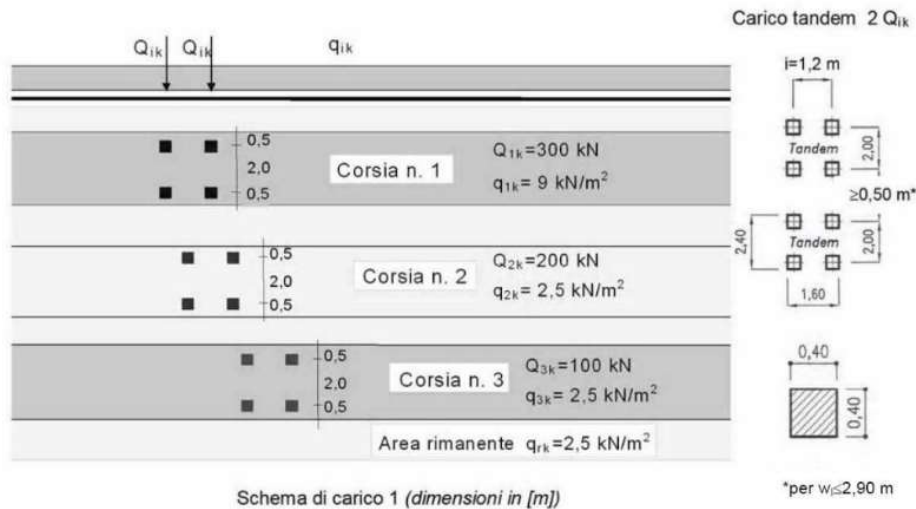 Carico tandem 2 Qik
Qik Qik qik
i=1,2 m
0,5
2,0
0,5
Corsia n. 1
Q1k=300 kN
q1k= 9 kN/m²
Tandem
2,00
≥0,50 m*
0,5
2,0
0,5
Corsia n. 2
Q2k=200 kN
q2k= 2,5 kN/m²
2,40
Tandem
2,00
1,60
0,5
2,0
0,5
Corsia n. 3
Q3k=100 kN
q3k= 2,5 kN/m²
0,40
0,40
Area rimanente qrk=2,5 kN/m²
Schema di carico 1 (dimensioni in [m])
*per wl≤2,90 m